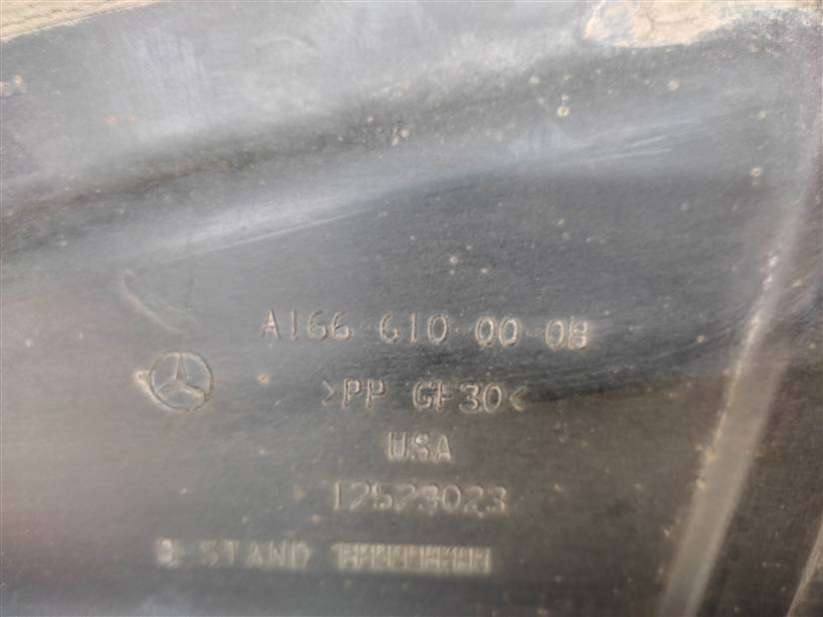 A166 610 00 08
>PP GF30<
USA
12523023
STAND